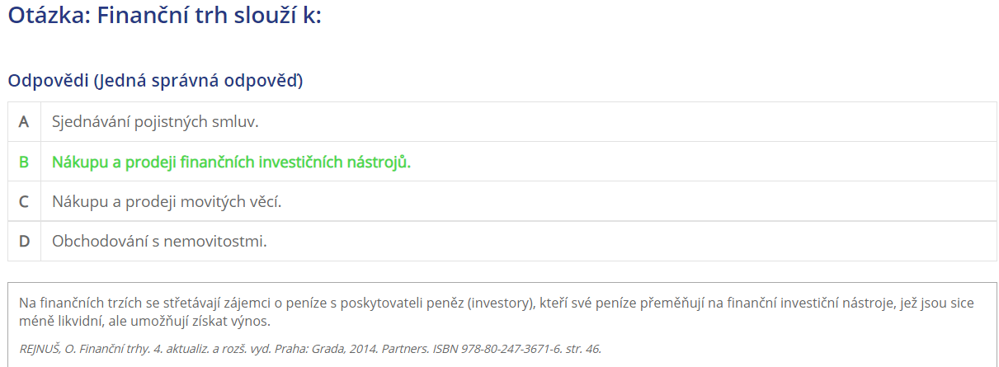 Otázka: Finanční trh slouží k:
Odpovědi (Jedná správná odpověď)
A Sjednávání pojistných smluv.
B Nákupu a prodeji finančních investičních nástrojů.
C Nákupu a prodeji movitých věcí.
D Obchodování s nemovitostmi.
Na finančních trzích se střetávají zájemci o peníze s poskytovateli peněz (investory), kteří své peníze přeměňují na finanční investiční nástroje, jež jsou sice
méně likvidní, ale umožňují získat výnos.
REJNUŠ, O. Finanční trhy. 4. aktualiz. a rozš. vyd. Praha: Grada, 2014. Partners. ISBN 978-80-247-3671-6. str. 46.